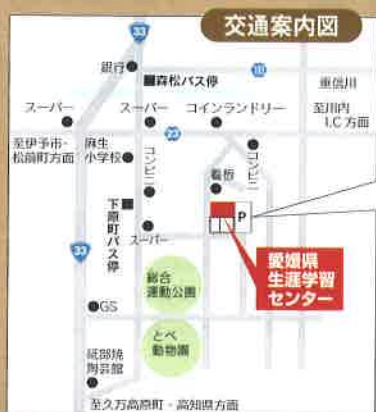 交通案内図
33
銀行
森松バス停
重信川
スーパー
スーパー
コインランドリー
至川内
I.C方面
23
至伊予市・
松前町方面
麻生
小学校
コンビニ
コンビニ
看板
下原町バス停
P
スーパー
33
愛媛県
生涯学習
センター
総合
運動公園
GS
とべ
動物園
砥部焼
陶芸館
至久万高原町・高知県方面